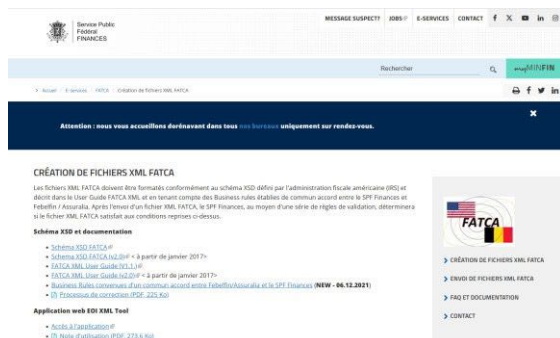 Service Public
Fédéral
FINANCES
MESSAGE SUSPECT? JOBS E-SERVICES CONTACT
Rechercher
myMINFIN
Accueil / E-services / FATCA / Création de fichiers XML FATCA
Attention : nous vous accueillons dorénavant dans tous nos bureaux uniquement sur rendez-vous.
CRÉATION DE FICHIERS XML FATCA
Les fichiers XML FATCA doivent être formatés conformément au schéma XSD défini par l'administration fiscale américaine (IRS) et
décrit dans le User Guide FATCA XML et en tenant compte des Business rules établies de commun accord entre le SPF Finances et
Febelfin / Assuralia. Après l'envoi d'un fichier XML FATCA, le SPF Finances, au moyen d'une série de règles de validation, déterminera
si le fichier XML FATCA satisfait aux conditions reprises ci-dessus.
Schéma XSD et documentation
Schéma XSD FATCA
Schema XSD FATCA (v2.0) < à partir de janvier 2017>
FATCA XML User Guide (V1.1.)
FATCA XML User Guide (v2.0) < à partir de janvier 2017>
Business Rules convenues d'un commun accord entre Febelfin/Assuralia et le SPF Finances (NEW - 06.12.2021)
Processus de correction (PDF, 225 Ko)
Application web EOI XML Tool
Accès à l'application
Note d'utilisation (PDF, 273.6 Ko)
FATCA
CRÉATION DE FICHIERS XML FATCA
ENVOI DE FICHIERS XML FATCA
FAQ ET DOCUMENTATION
CONTACT